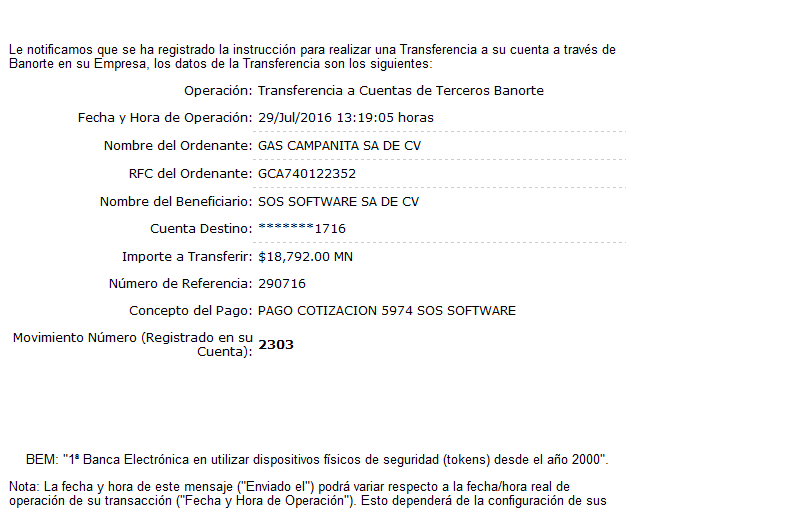 Le notificamos que se ha registrado la instrucción para realizar una Transferencia a su cuenta a través de
Banorte en su Empresa, los datos de la Transferencia son los siguientes:
Operación: Transferencia a Cuentas de Terceros Banorte
Fecha y Hora de Operación: 29/Jul/2016 13:19:05 horas
Nombre del Ordenante: GAS CAMPANITA SA DE CV
RFC del Ordenante: GCA740122352
Nombre del Beneficiario: SOS SOFTWARE SA DE CV
Cuenta Destino: *******1716
Importe a Transferir: $18,792.00 MN
Número de Referencia: 290716
Concepto del Pago: PAGO COTIZACION 5974 SOS SOFTWARE
Movimiento Número (Registrado en su
Cuenta): 2303
BEM: "1ª Banca Electrónica en utilizar dispositivos físicos de seguridad (tokens) desde el año 2000".
Nota: La fecha y hora de este mensaje ("Enviado el") podrá variar respecto a la fecha/hora real de
operación de su transacción ("Fecha y Hora de Operación"). Esto dependerá de la configuración de sus